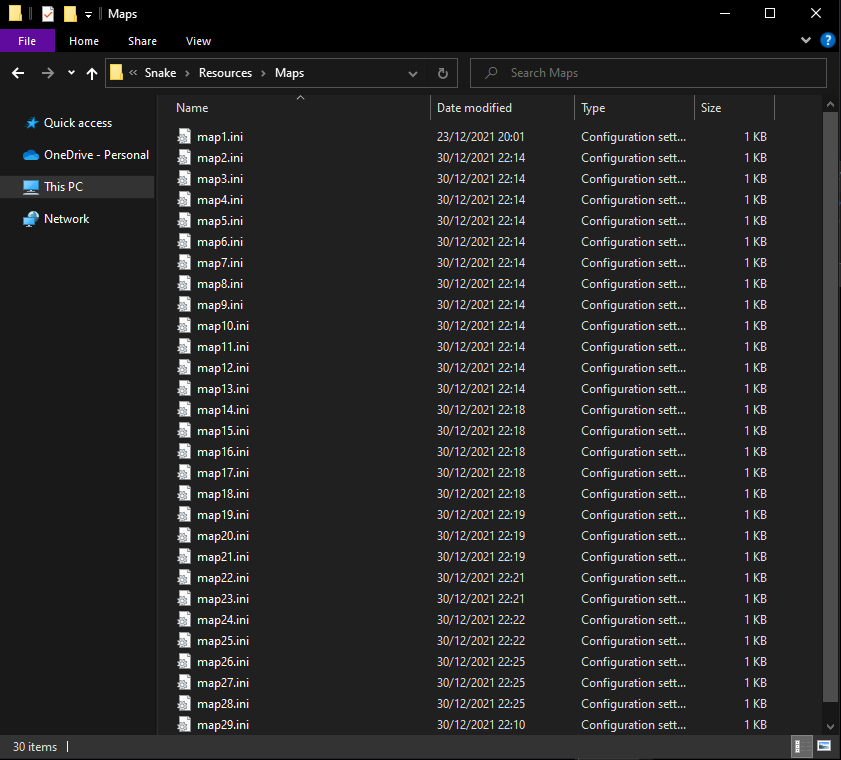 Maps
File Home Share View
« Snake > Resources > Maps Search Maps
Name Date modified Type Size
Quick access
OneDrive - Personal
This PC
Network
map1.ini 23/12/2021 20:01 Configuration sett... 1 KB
map2.ini 30/12/2021 22:14 Configuration sett... 1 KB
map3.ini 30/12/2021 22:14 Configuration sett... 1 KB
map4.ini 30/12/2021 22:14 Configuration sett... 1 KB
map5.ini 30/12/2021 22:14 Configuration sett... 1 KB
map6.ini 30/12/2021 22:14 Configuration sett... 1 KB
map7.ini 30/12/2021 22:14 Configuration sett... 1 KB
map8.ini 30/12/2021 22:14 Configuration sett... 1 KB
map9.ini 30/12/2021 22:14 Configuration sett... 1 KB
map10.ini 30/12/2021 22:14 Configuration sett... 1 KB
map11.ini 30/12/2021 22:14 Configuration sett... 1 KB
map12.ini 30/12/2021 22:14 Configuration sett... 1 KB
map13.ini 30/12/2021 22:14 Configuration sett... 1 KB
map14.ini 30/12/2021 22:18 Configuration sett... 1 KB
map15.ini 30/12/2021 22:18 Configuration sett... 1 KB
map16.ini 30/12/2021 22:18 Configuration sett... 1 KB
map17.ini 30/12/2021 22:18 Configuration sett... 1 KB
map18.ini 30/12/2021 22:18 Configuration sett... 1 KB
map19.ini 30/12/2021 22:19 Configuration sett... 1 KB
map20.ini 30/12/2021 22:19 Configuration sett... 1 KB
map21.ini 30/12/2021 22:19 Configuration sett... 1 KB
map22.ini 30/12/2021 22:21 Configuration sett... 1 KB
map23.ini 30/12/2021 22:21 Configuration sett... 1 KB
map24.ini 30/12/2021 22:22 Configuration sett... 1 KB
map25.ini 30/12/2021 22:22 Configuration sett... 1 KB
map26.ini 30/12/2021 22:25 Configuration sett... 1 KB
map27.ini 30/12/2021 22:25 Configuration sett... 1 KB
map28.ini 30/12/2021 22:25 Configuration sett... 1 KB
map29.ini 30/12/2021 22:10 Configuration sett... 1 KB
30 items